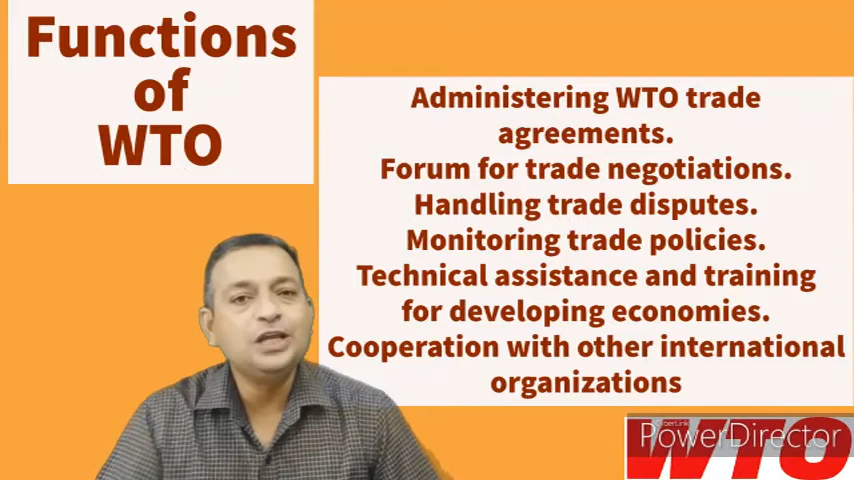 Functions
of
WTO
Administering WTO trade
agreements.
Forum for trade negotiations.
Handling trade disputes.
Monitoring trade policies.
Technical assistance and training
for developing economies.
Cooperation with other international
organizations
CyberLink
PowerDirector
WTO